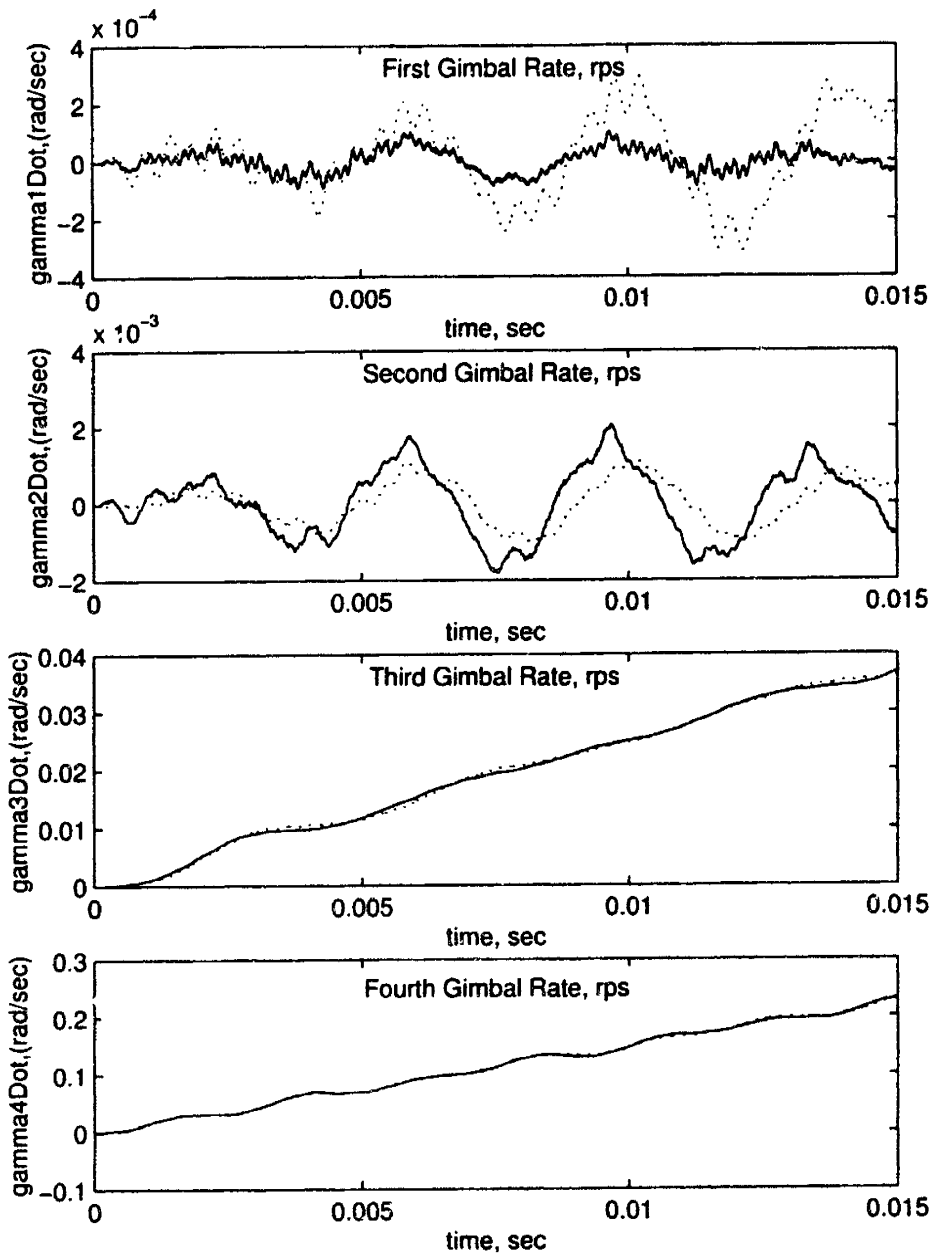 x 10⁻⁴
4
2
0
−2
−4
gamma1Dot,(rad/sec)
First Gimbal Rate, rps
0 0.005 0.01 0.015
time, sec
x 10⁻³
4
2
0
−2
gamma2Dot,(rad/sec)
Second Gimbal Rate, rps
0 0.005 0.01 0.015
time, sec
0.04
0.03
0.02
0.01
0
gamma3Dot,(rad/sec)
Third Gimbal Rate, rps
0 0.005 0.01 0.015
time, sec
0.3
0.2
0.1
0
−0.1
gamma4Dot,(rad/sec)
Fourth Gimbal Rate, rps
0 0.005 0.01 0.015
time, sec